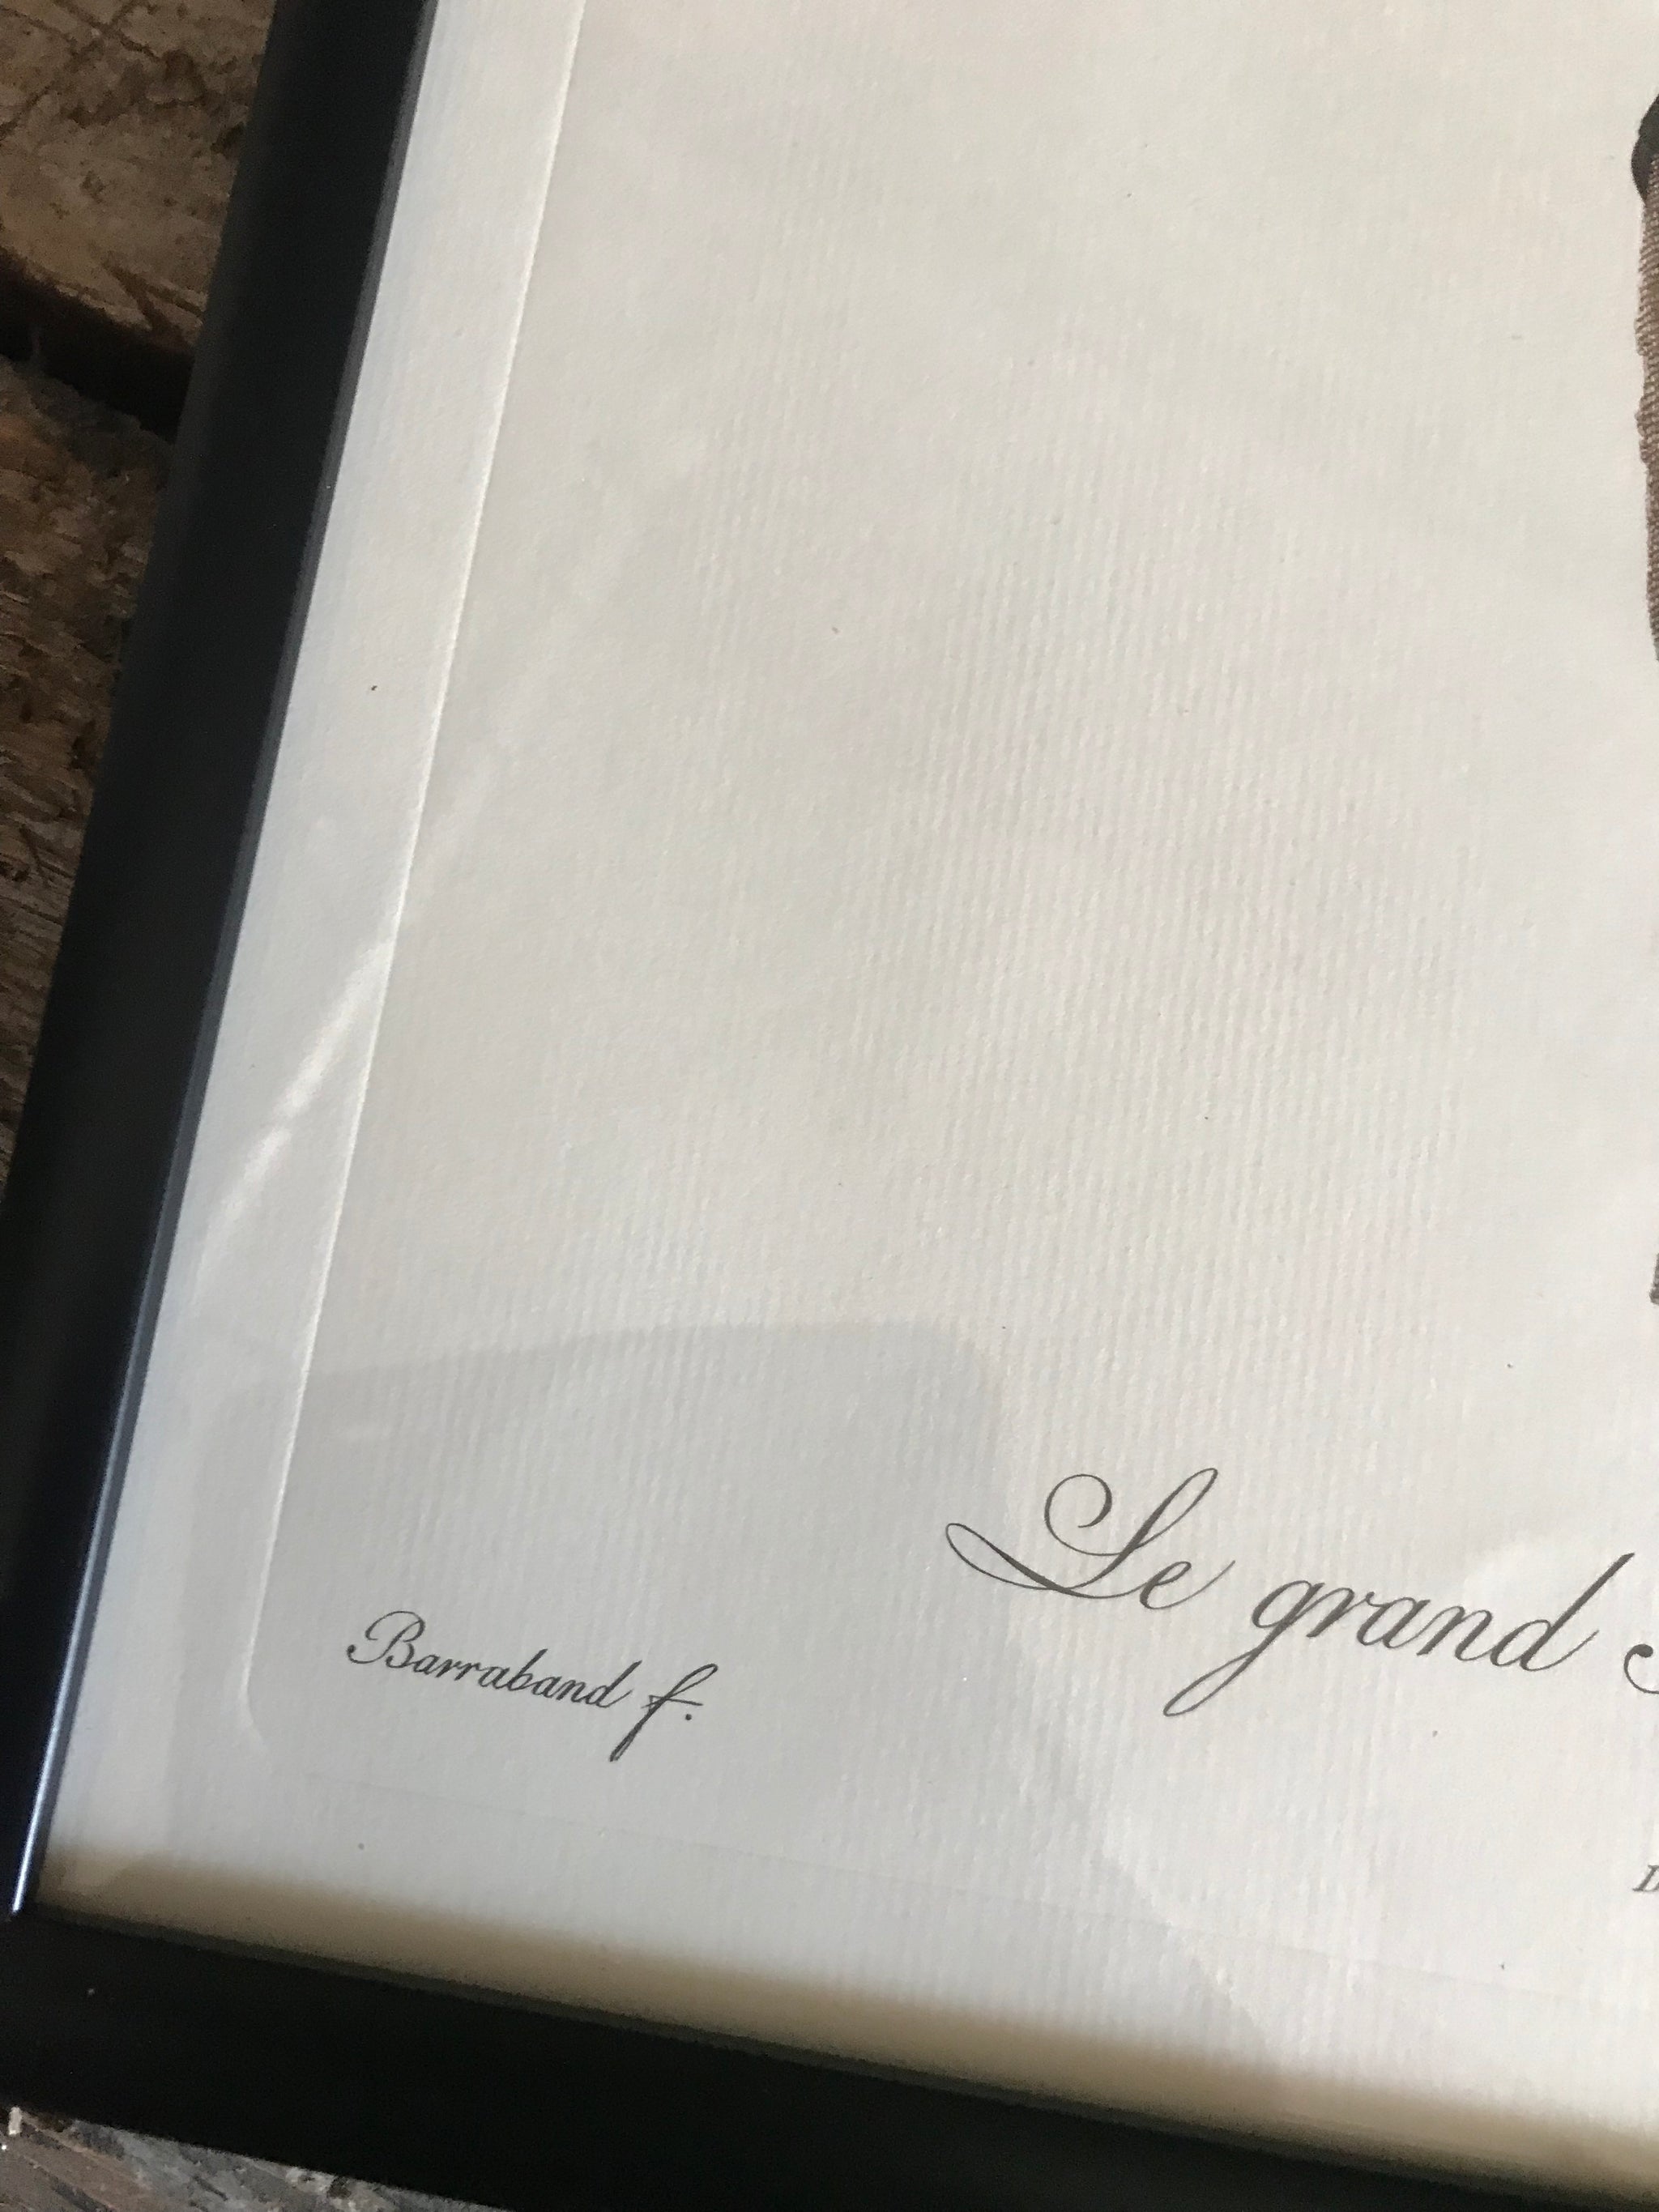 Le grand
Barraband f.